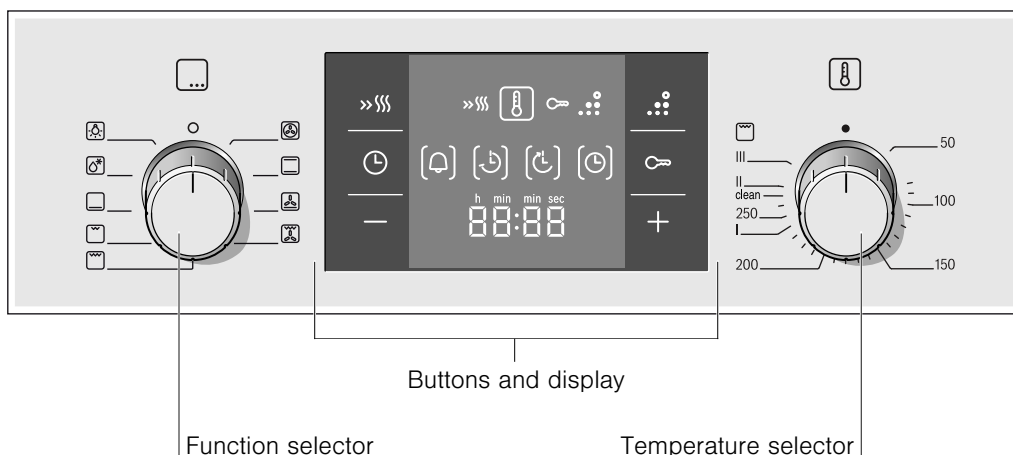 h min min sec
88:88
50
100
150
200
I
250
clean
II
III
Buttons and display
Function selector
Temperature selector